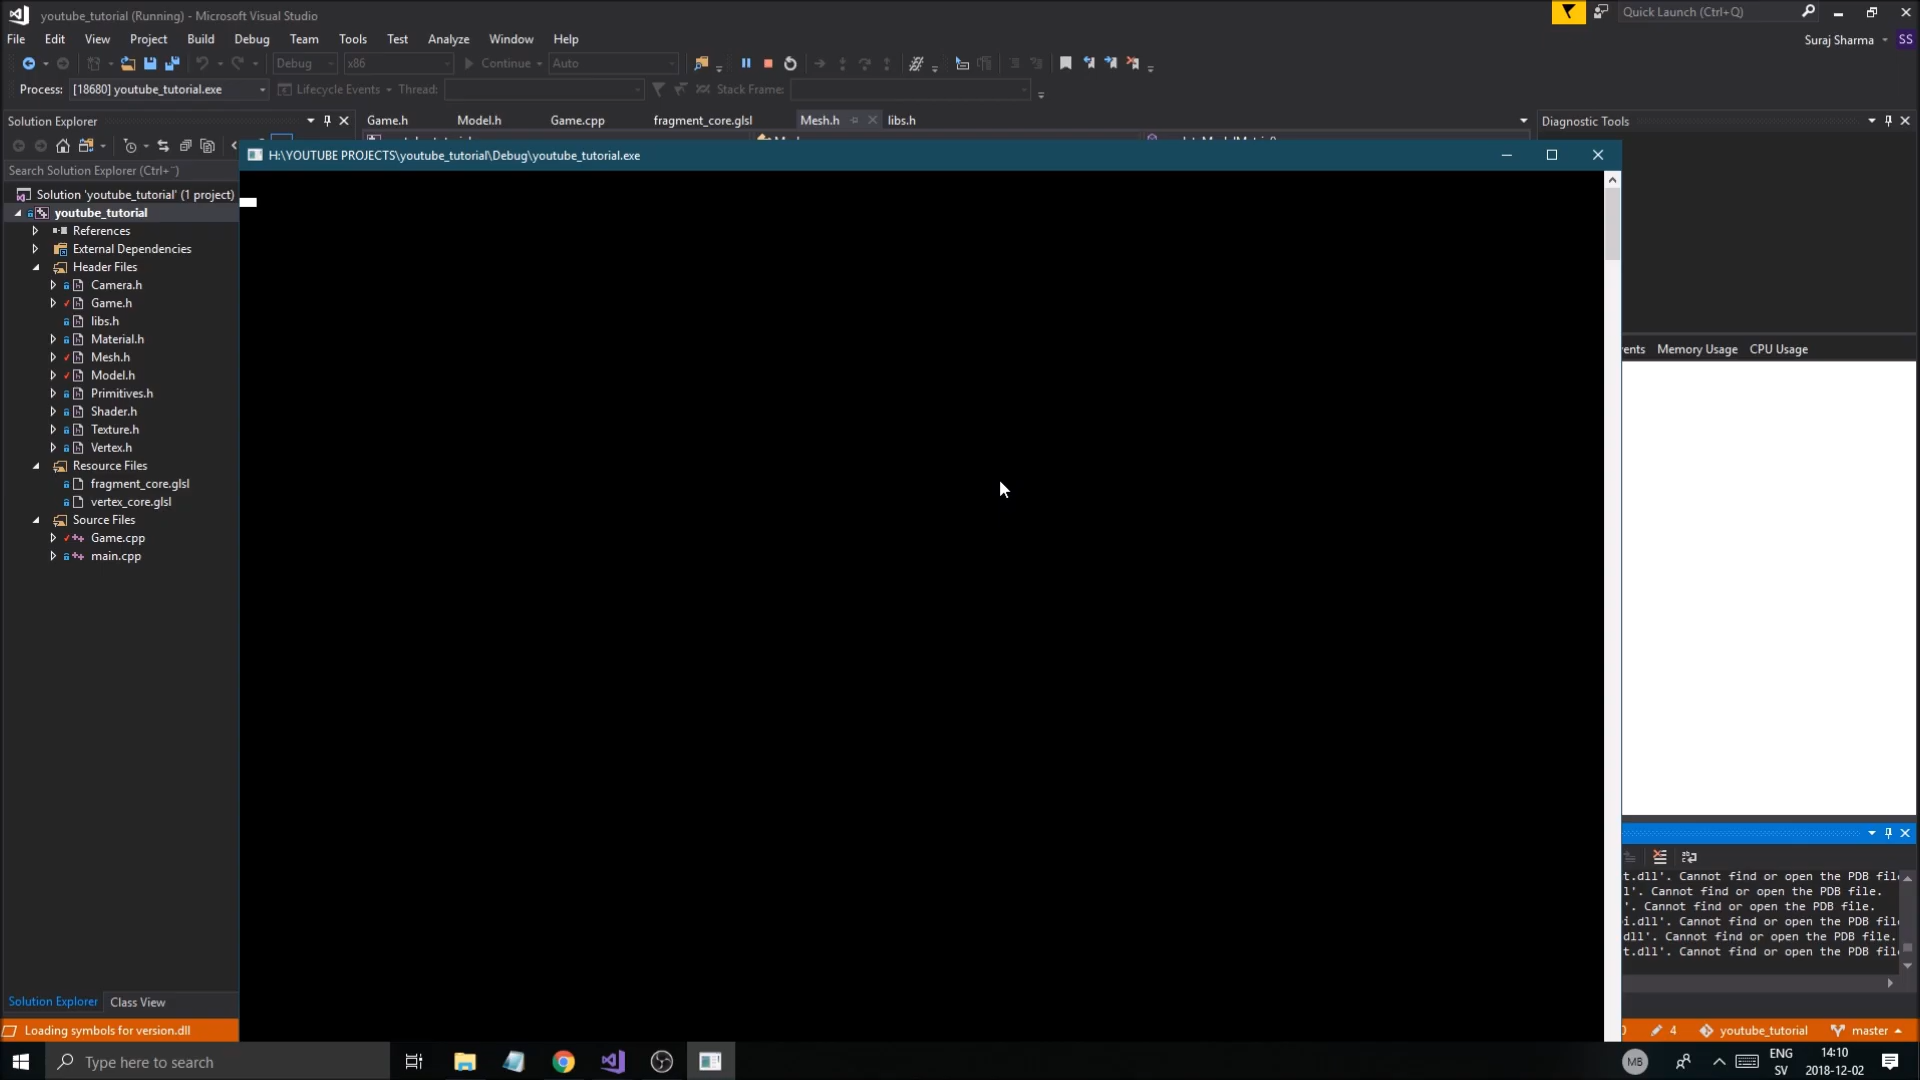 youtube_tutorial (Running) - Microsoft Visual Studio
Quick Launch (Ctrl+Q)
File Edit View Project Build Debug Team Tools Test Analyze Window Help
Suraj Sharma SS
Debug x86 Continue Auto
Process: [18680] youtube_tutorial.exe Lifecycle Events Thread: Stack Frame:
Solution Explorer
Game.h Model.h Game.cpp fragment_core.glsl Mesh.h libs.h
Diagnostic Tools
H:\YOUTUBE PROJECTS\youtube_tutorial\Debug\youtube_tutorial.exe
Search Solution Explorer (Ctrl+¨)
Solution 'youtube_tutorial' (1 project)
youtube_tutorial
References
External Dependencies
Header Files
Camera.h
Game.h
libs.h
Material.h
Mesh.h
Model.h
Primitives.h
Shader.h
Texture.h
Vertex.h
Resource Files
fragment_core.glsl
vertex_core.glsl
Source Files
Game.cpp
main.cpp
ents Memory Usage CPU Usage
t.dll'. Cannot find or open the PDB fil
l'. Cannot find or open the PDB file.
'. Cannot find or open the PDB file.
i.dll'. Cannot find or open the PDB fil
dll'. Cannot find or open the PDB file.
t.dll'. Cannot find or open the PDB fil
Solution Explorer Class View
Loading symbols for version.dll
4 youtube_tutorial master
Type here to search
MB
ENG
SV
14:10
2018-12-02